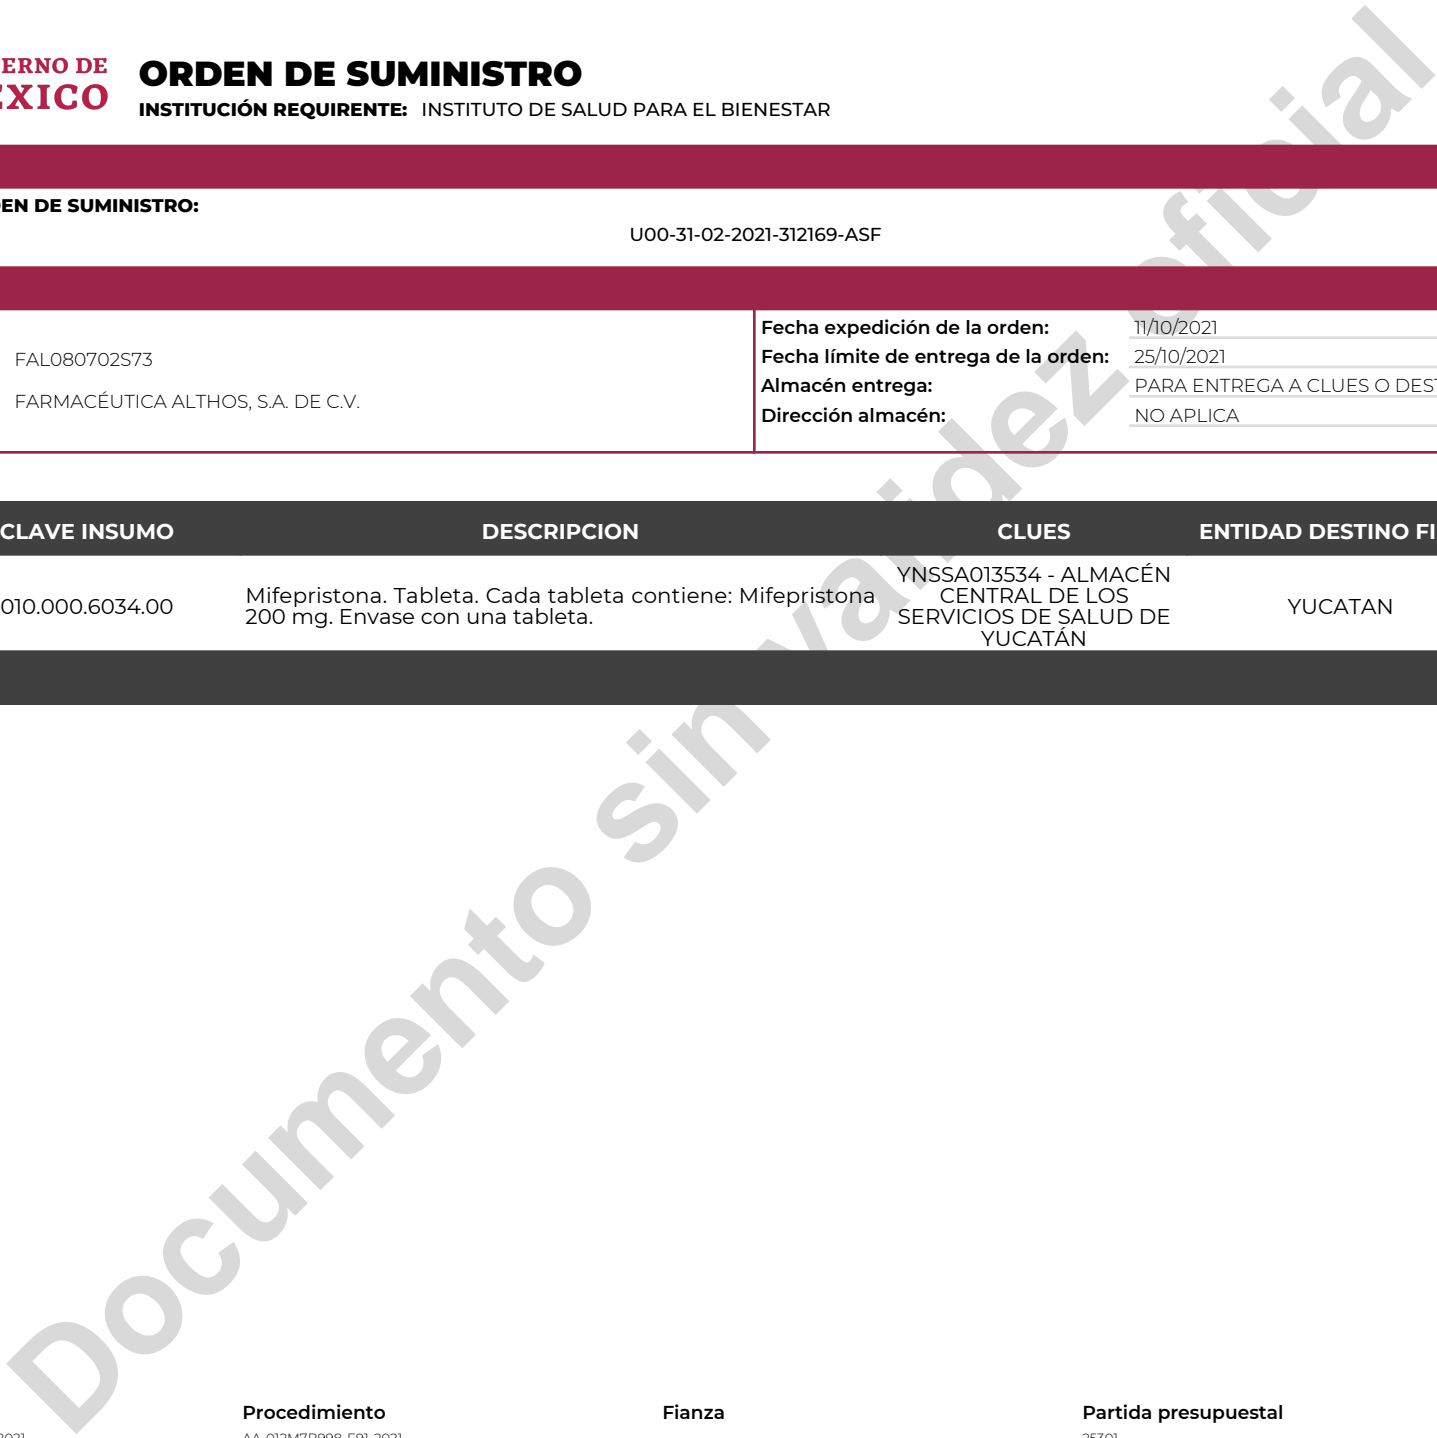 ERNO DE
ORDEN DE SUMINISTRO
INSTITUCIÓN REQUIRENTE: INSTITUTO DE SALUD PARA EL BIENESTAR
EN DE SUMINISTRO:
U00-31-02-2021-312169-ASF
FAL080702S73
FARMACÉUTICA ALTHOS, S.A. DE C.V.
Fecha expedición de la orden: 11/10/2021
Fecha límite de entrega de la orden: 25/10/2021
Almacén entrega: PARA ENTREGA A CLUES O DES
Dirección almacén: NO APLICA
CLAVE INSUMO DESCRIPCION CLUES ENTIDAD DESTINO FI
010.000.6034.00
Mifepristona. Tableta. Cada tableta contiene: Mifepristona
200 mg. Envase con una tableta.
YNSSA013534 - ALMACÉN
CENTRAL DE LOS
SERVICIOS DE SALUD DE
YUCATÁN
YUCATAN
Documento sin validez oficial
Procedimiento Fianza Partida presupuestal